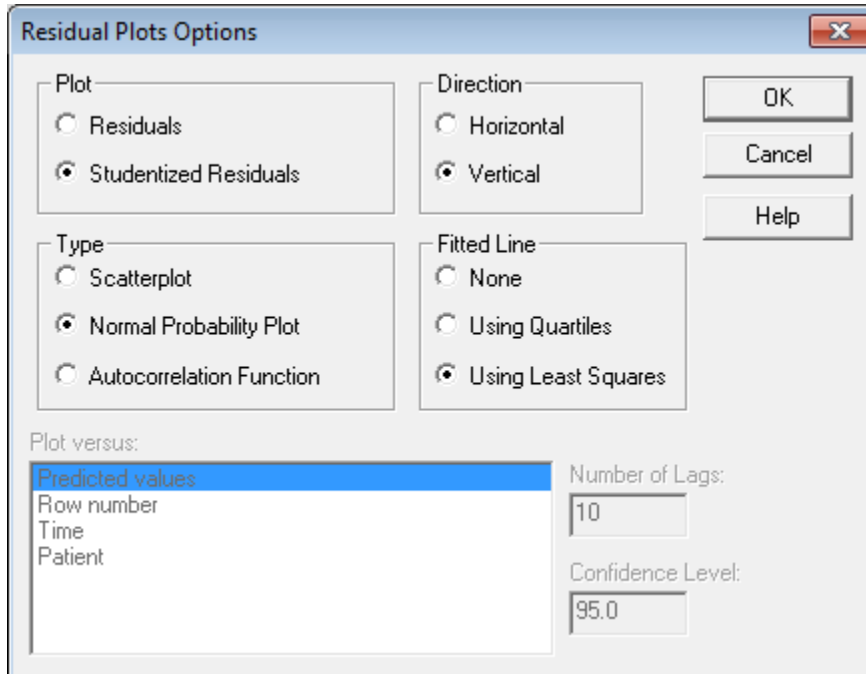 Residual Plots Options
Plot
Residuals
Studentized Residuals
Direction
Horizontal
Vertical
OK
Cancel
Help
Type
Scatterplot
Normal Probability Plot
Autocorrelation Function
Fitted Line
None
Using Quartiles
Using Least Squares
Plot versus:
Predicted values
Row number
Time
Patient
Number of Lags:
10
Confidence Level:
95.0